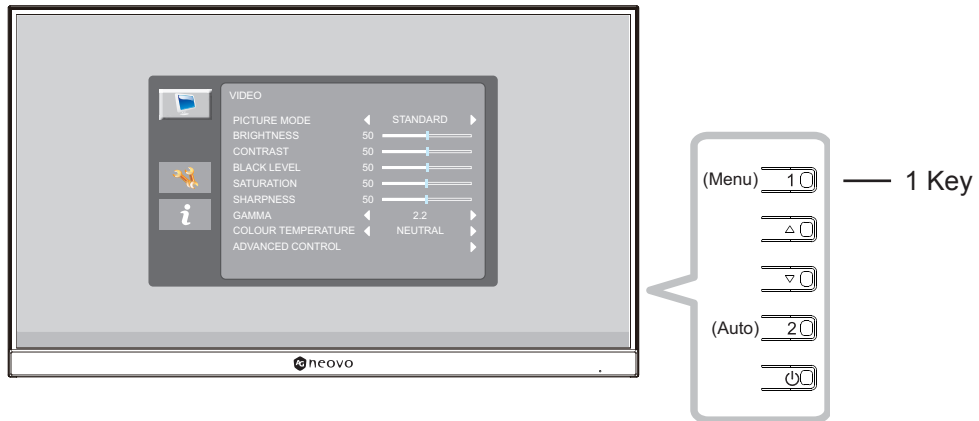 VIDEO
PICTURE MODE STANDARD
BRIGHTNESS 50
CONTRAST 50
BLACK LEVEL 50
SATURATION 50
SHARPNESS 50
GAMMA 2.2
COLOUR TEMPERATURE NEUTRAL
ADVANCED CONTROL
i
AG neovo
(Menu) 1
1 Key
(Auto) 2